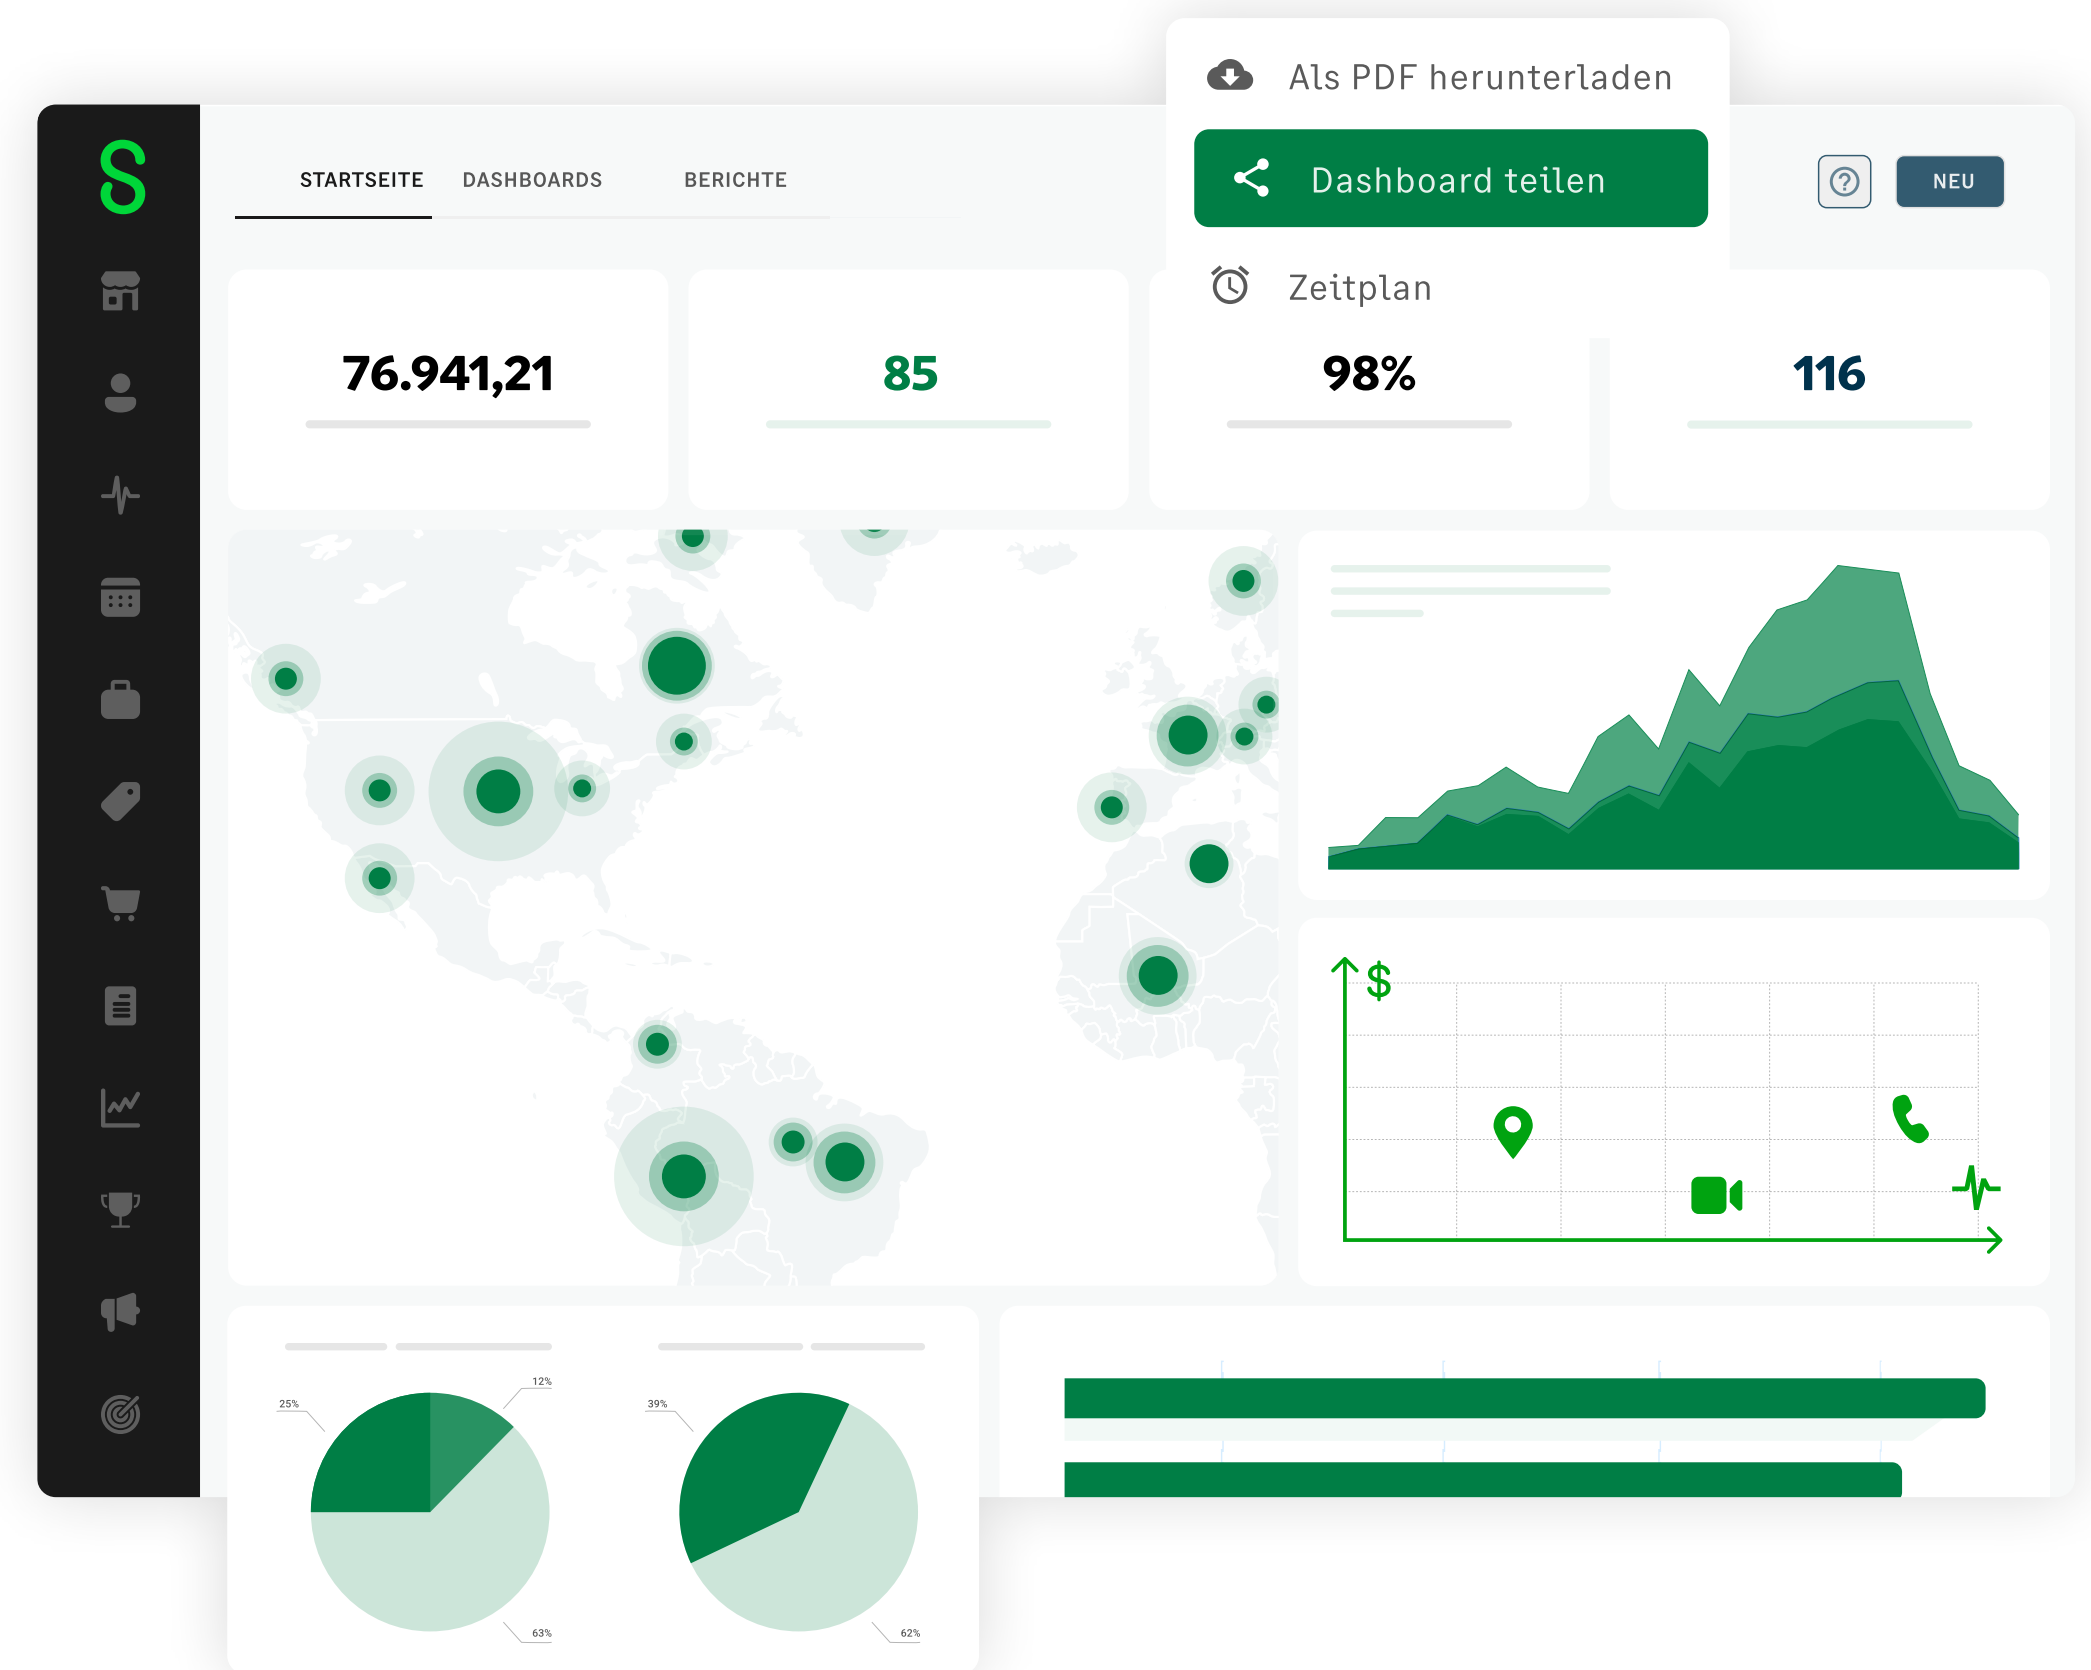 Als PDF herunterladen
Dashboard teilen
Zeitplan
STARTSEITE DASHBOARDS BERICHTE
NEU
76.941,21
85
98%
116
$
25%
12%
63%
39%
62%